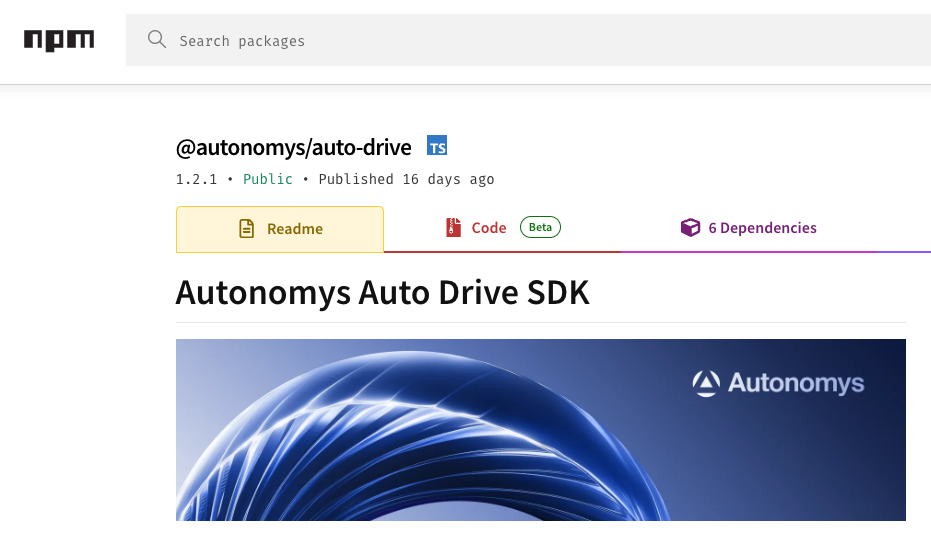 npm
Search packages
@autonomys/auto-drive TS
1.2.1 • Public • Published 16 days ago
Readme Code Beta 6 Dependencies
Autonomys Auto Drive SDK
Autonomys